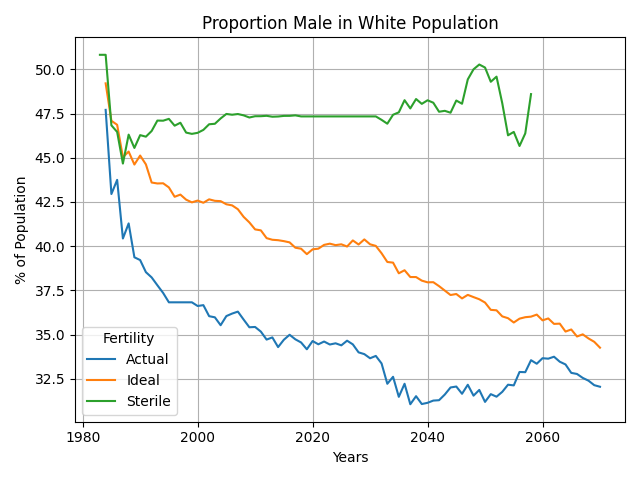 Proportion Male in White Population
% of Population
50.0
47.5
45.0
42.5
40.0
37.5
35.0
32.5
Fertility
Actual
Ideal
Sterile
1980 2000 2020 2040 2060
Years